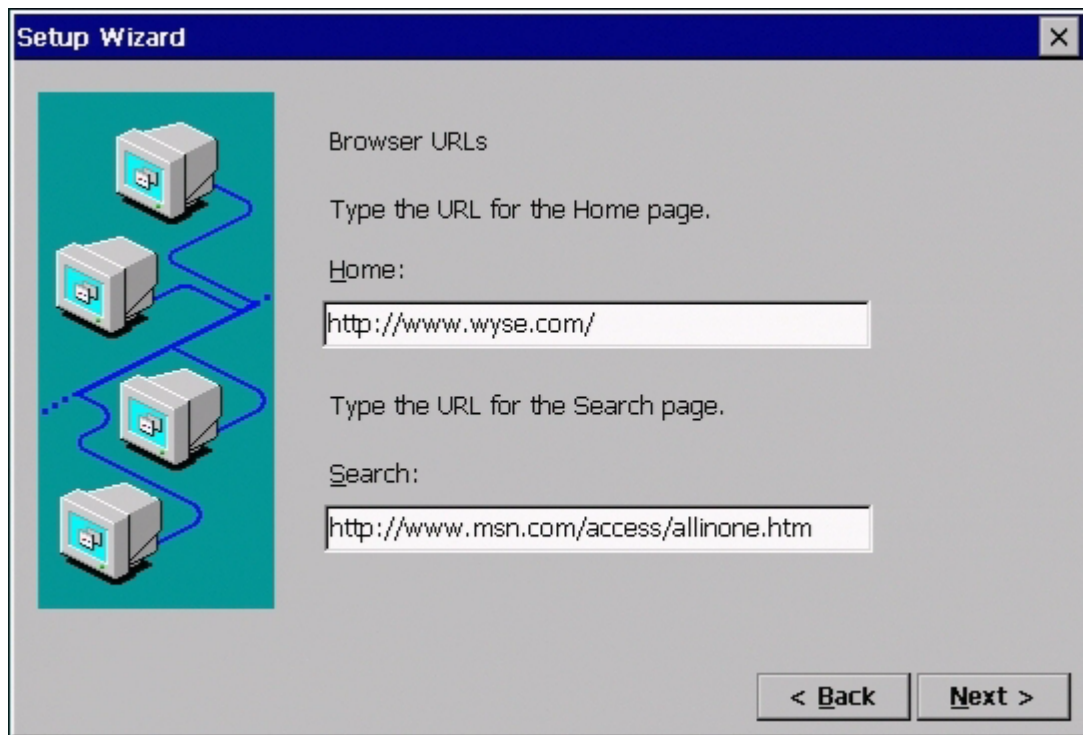 Setup Wizard
Browser URLs
Type the URL for the Home page.
Home:
http://www.wyse.com/
Type the URL for the Search page.
Search:
http://www.msn.com/access/allinone.htm
< Back Next >